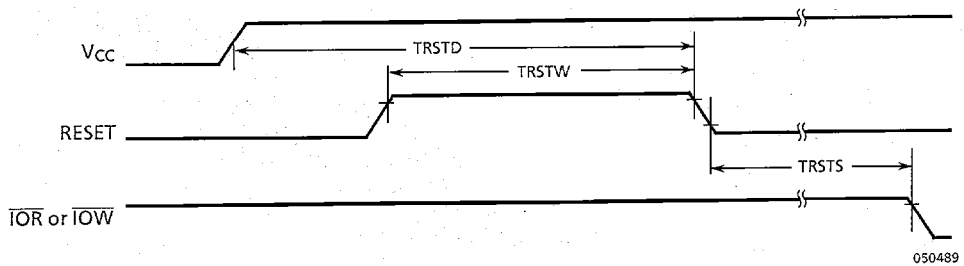 VCC
TRSTD
TRSTW
RESET
TRSTS
IOR or IOW
050489